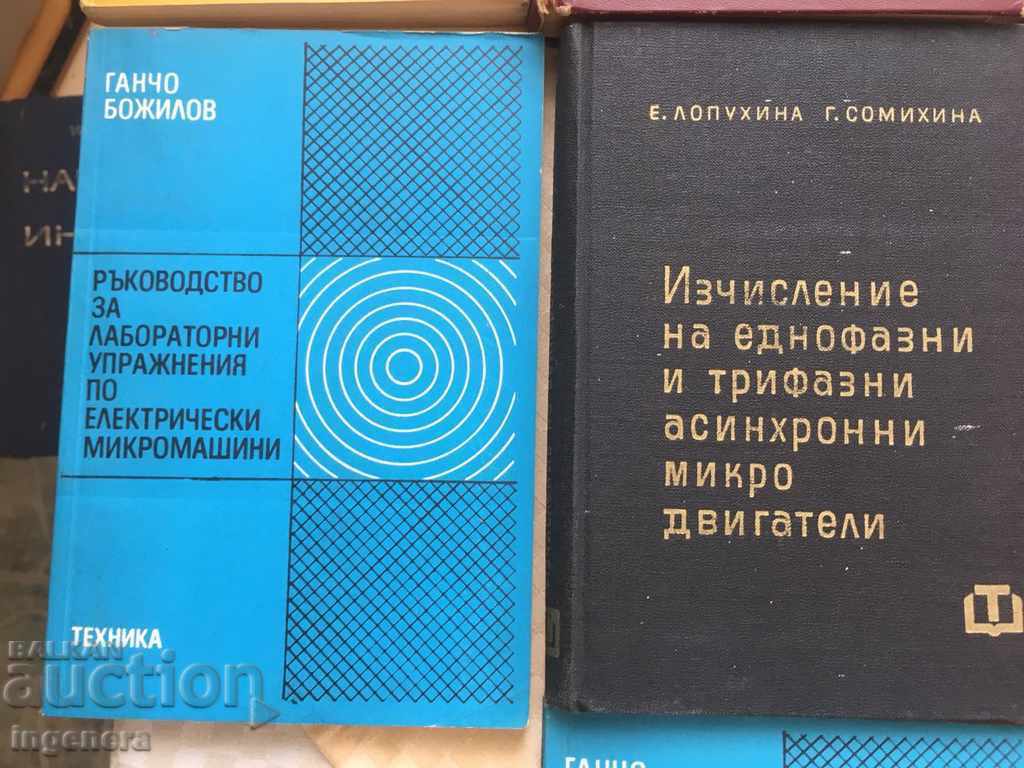 ГАНЧО
БОЖИЛОВ
РЪКОВОДСТВО
ЗА
ЛАБОРАТОРНИ
УПРАЖНЕНИЯ
ПО
ЕЛЕКТРИЧЕСКИ
МИКРОМАШИНИ
ТЕХНИКА
Е. ЛОПУХИНА Г. СОМИХИНА
Изчисление
на еднофазни
и трифазни
асинхронни
микро
двигатели
Т
ГАНЧО
BALKAN
auction
ingenera